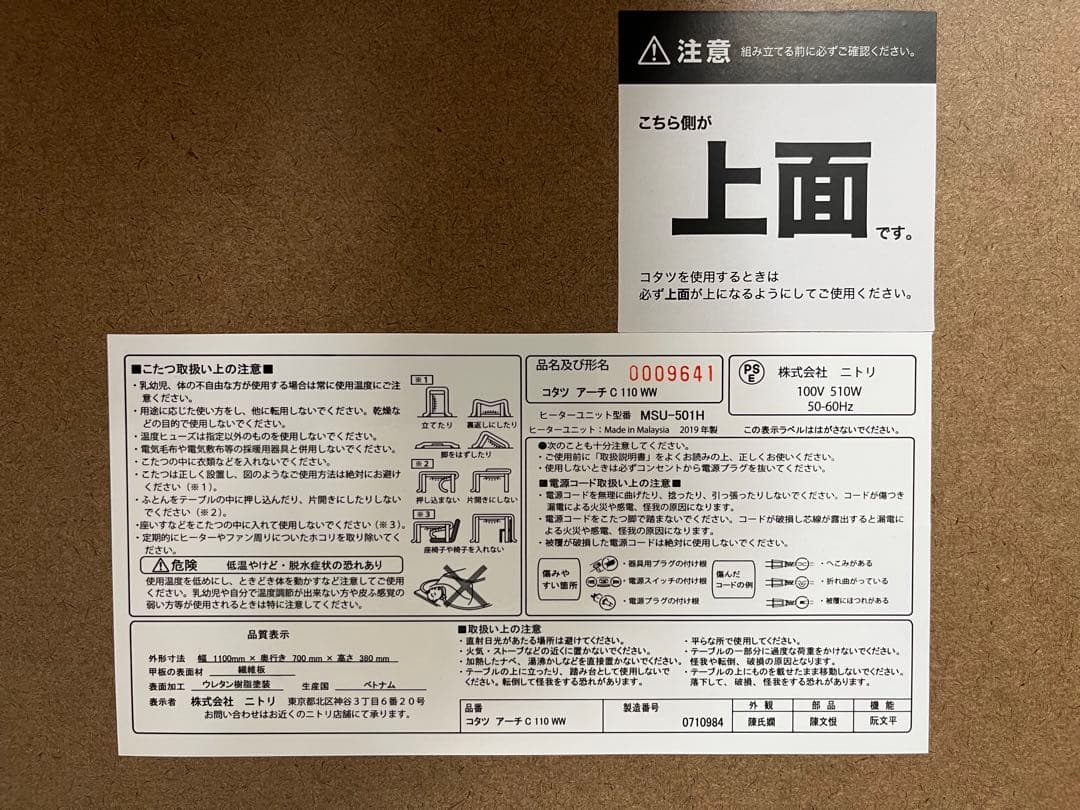 注意 組み立てる前に必ずご確認ください。
こちら側が
上面
です。
コタツを使用するときは
必ず上面が上になるようにしてご使用ください。
■こたつ取扱い上の注意■
・乳幼児、体の不自由な方が使用する場合は常に使用温度にご注
意ください。
・用途に応じた使い方をし、他に転用しないでください。乾燥な
どの目的で使用しないでください。
・温度ヒューズは指定以外のものを使用しないでください。
・電気毛布や電気敷布等の採暖用器具と併用しないでください。
・こたつの中に衣類などを入れないでください。
・こたつは正しく設置し、図のようなご使用方法は絶対にお避け
ください(※1)。
・ふとんをテーブルの中に押し込んだり、片開きにしたりしない
でください(※2)。
・座いすなどをこたつの中に入れて使用しないでください(※3)。
・定期的にヒーターやファン周りについたホコリを取り除いてく
ださい。
※1
立てたり
裏返しにしたり
脚をはずしたり
※2
押し込まない
片開きにしない
※3
座椅子や椅子を入れない
危険 低温やけど・脱水症状の恐れあり
使用温度を低めにし、ときどき体を動かすなど注意してご使用
ください。乳幼児や自分で温度調節が出来ない方や皮ふ感覚の
弱い方等が使用されるときは特に注意してください。
品名及び形名 0009641
コタツ アーチC 110 WW
PS
E
株式会社 ニトリ
100V 510W
50-60Hz
ヒーターユニット型番 MSU-501H
ヒーターユニット:Made in Malaysia 2019年製
この表示ラベルははがさないでください。
●次のことも十分注意してください。
・ご使用前に「取扱説明書」をよくお読みの上、正しくお使いください。
・使用しないときは必ずコンセントから電源プラグを抜いてください。
■電源コード取扱い上の注意■
・電源コードを無理に曲げたり、捻ったり、引っ張ったりしないでください。コードが傷つき
漏電による火災や感電、怪我の原因になります。
・電源コードをこたつ脚で踏まないでください。コードが破損し芯線が露出すると漏電に
よる火災や感電、怪我の原因になります。
・被覆が破損した電源コードは絶対に使用しないでください。
傷みや
すい箇所
・器具用プラグの付け根
・電源スイッチの付け根
・電源プラグの付け根
傷んだ
コードの例
・へこみがある
・折れ曲がっている
・被覆にほつれがある
品質表示
外形寸法 幅 1100mm × 奥行き 700mm × 高さ 380mm
甲板の表面材 繊維板
表面加工 ウレタン樹脂塗装 生産国 ベトナム
表示者 株式会社 ニトリ 東京都北区神谷3丁目6番20号
お問い合わせはお近くのニトリ店舗にて承ります。
■取扱い上の注意
・直射日光があたる場所は避けてください。
・火気・ストーブなどの近くに置かないでください。
・加熱したナベ、湯沸かしなどを直接置かないでください。
・テーブルの上に立ったり、踏み台として使用しないで
ください。転倒して怪我をする恐れがあります。
・平らな所で使用してください。
・テーブルの一部分に過度な荷重をかけないでください。
怪我や転倒、破損の原因となります。
・テーブルの上にものを載せたまま移動しないでください。
落下して、破損、怪我をする恐れがあります。
品番
コタツ アーチC 110 WW
製造番号
0710984
外観
陳氏嫻
部品
陳文恨
機能
阮文平